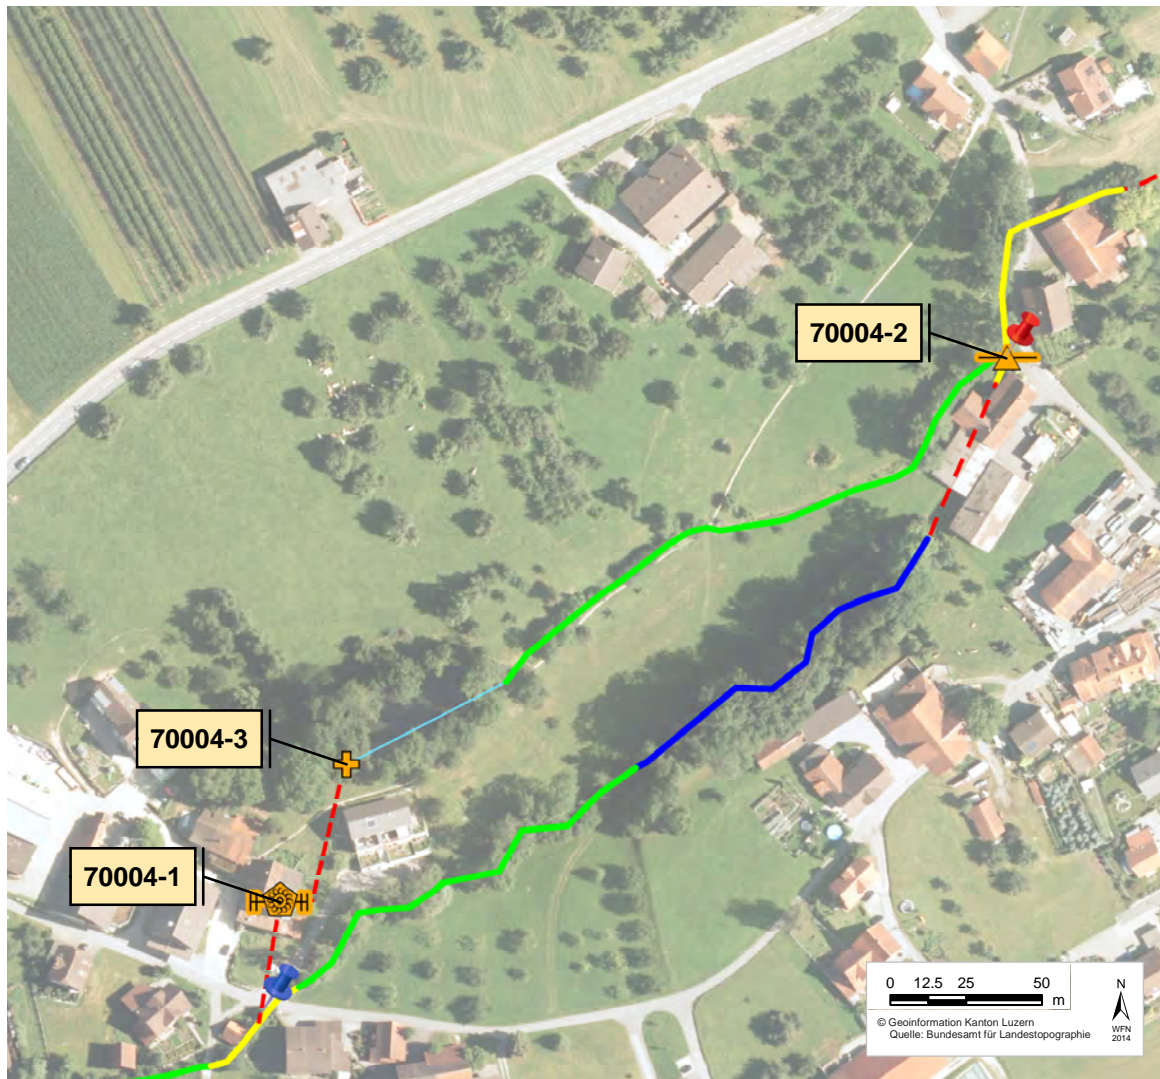 70004-2
70004-3
70004-1
0 12.5 25 50
m
N
© Geoinformation Kanton Luzern
Quelle: Bundesamt für Landestopographie
WFN
2014